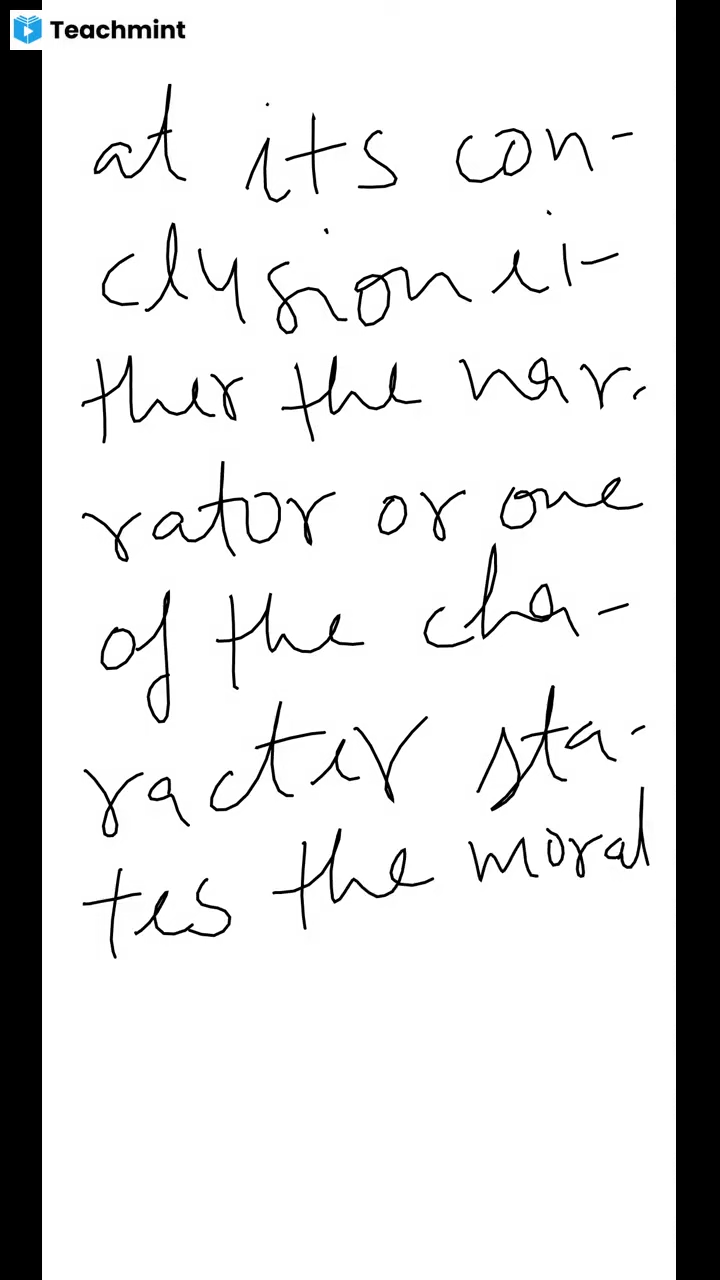 Teachmint
at its con-
clusion ei-
ther the nar-
rator or one
of the cha-
racter sta-
tes the moral